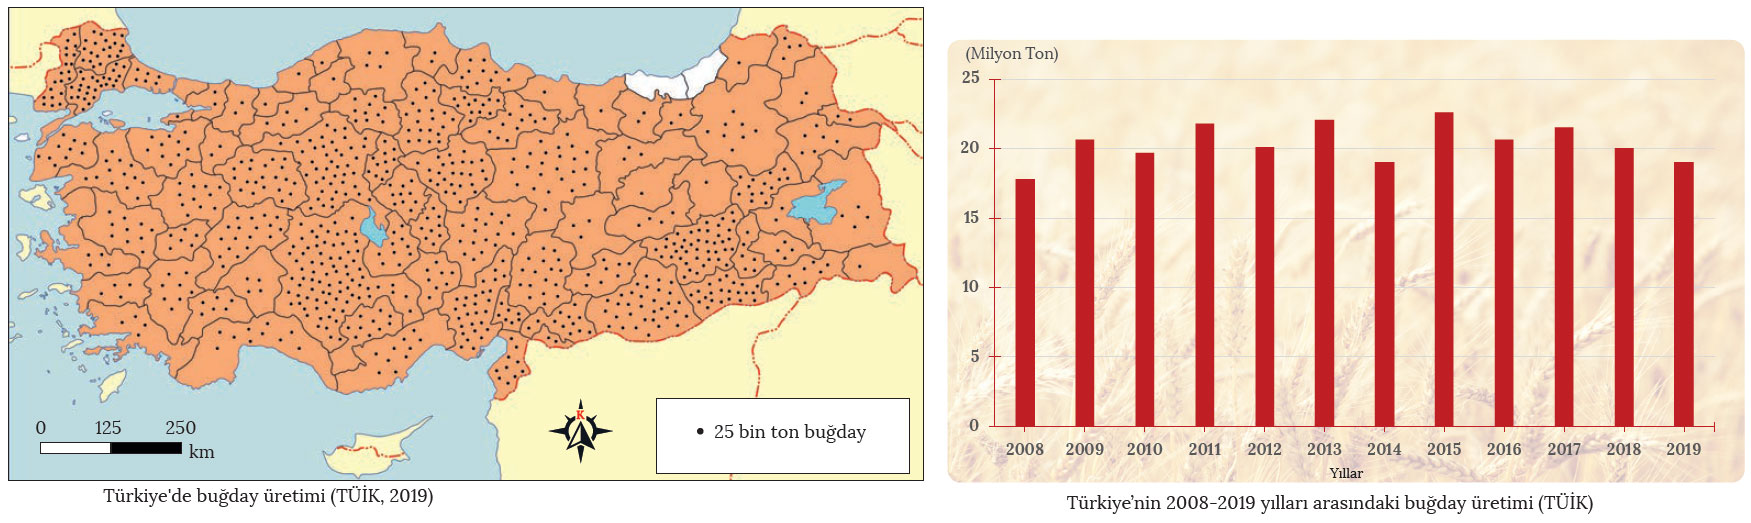 0 125 250
km
K
25 bin ton buğday
Türkiye'de buğday üretimi (TÜİK, 2019)
(Milyon Ton)
25
20
15
10
5
0
2008 2009 2010 2011 2012 2013 2014 2015 2016 2017 2018 2019
Yıllar
Türkiye’nin 2008-2019 yılları arasındaki buğday üretimi (TÜİK)